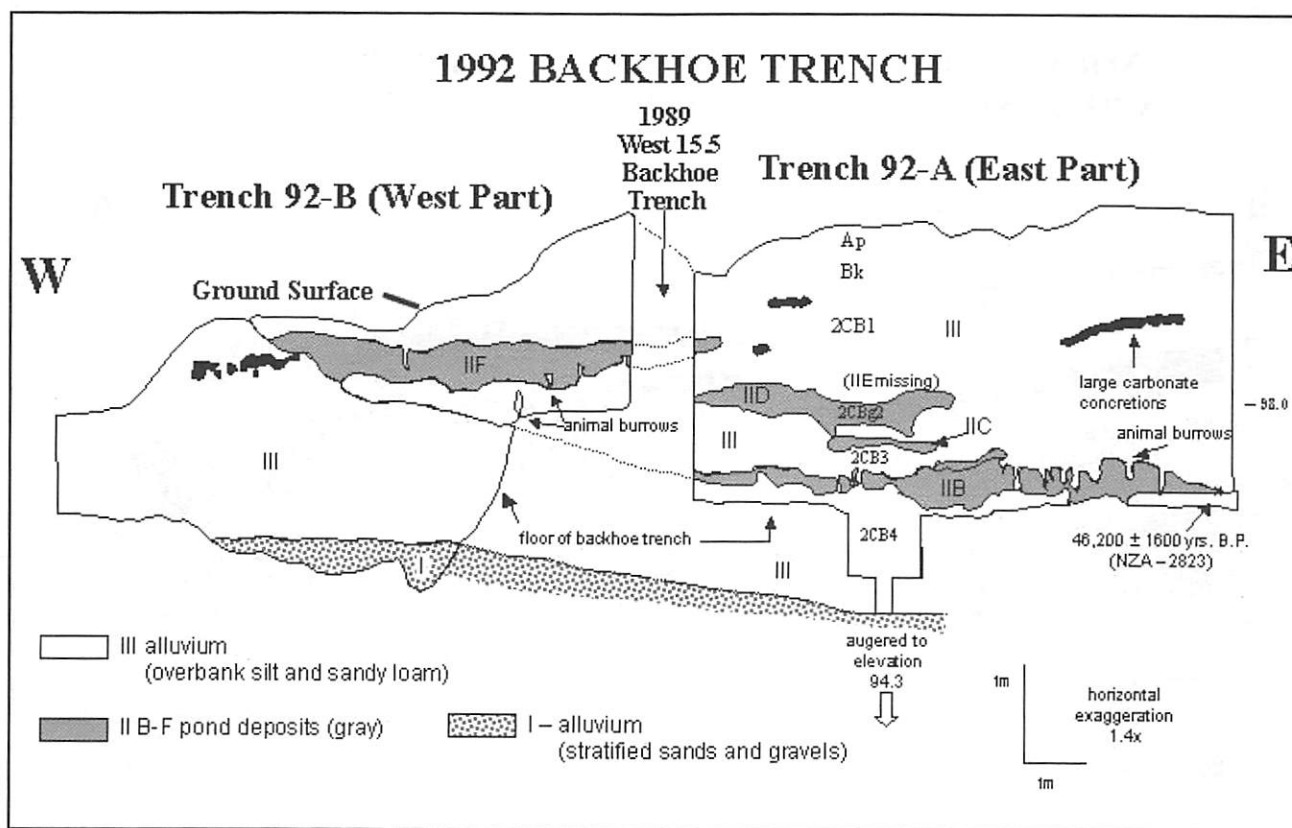 1992 BACKHOE TRENCH
1989
West 15.5
Backhoe
Trench
Trench 92-B (West Part)
Trench 92-A (East Part)
W
E
Ground Surface
Ap
Bk
2CB1
III
IIF
(IIEmissing)
IID
2CBg2
IIC
large carbonate
concretions
– 98.0
animal burrows
animal burrows
III
III
2CB3
IIB
floor of backhoe trench
2CB4
46,200 ± 1600 yrs. B.P.
(NZA – 2823)
I
III
III alluvium
(overbank silt and sandy loam)
augered to
elevation
94.3
1m
horizontal
exaggeration
1.4x
1m
II B-F pond deposits (gray)
I – alluvium
(stratified sands and gravels)